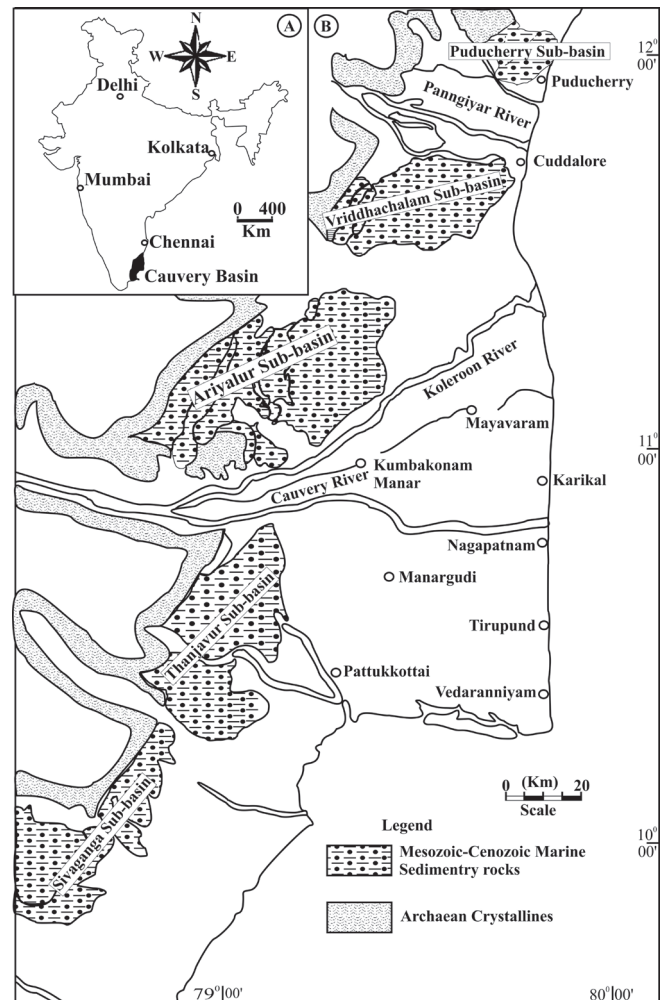 N
W E
S
A
B
Delhi
Kolkata
Mumbai
0 400
Km
Chennai
Cauvery Basin
Puducherry Sub-basin
12
00'
Puducherry
Panngiyar River
Cuddalore
Vriddhachalam Sub-basin
Ariyalur Sub-basin
Koleroon River
Mayavaram
11
00'
Kumbakonam
Manar
Cauvery River
Karikal
Nagapatnam
Manargudi
Thanjavur Sub-basin
Tirupund
Pattukkottai
Vedaranniyam
Sivaganga Sub-basin
0 (Km) 20
Scale
10
00'
Legend
Mesozoic-Cenozoic Marine
Sedimentry rocks
Archaean Crystallines
79° 00'
80° 00'